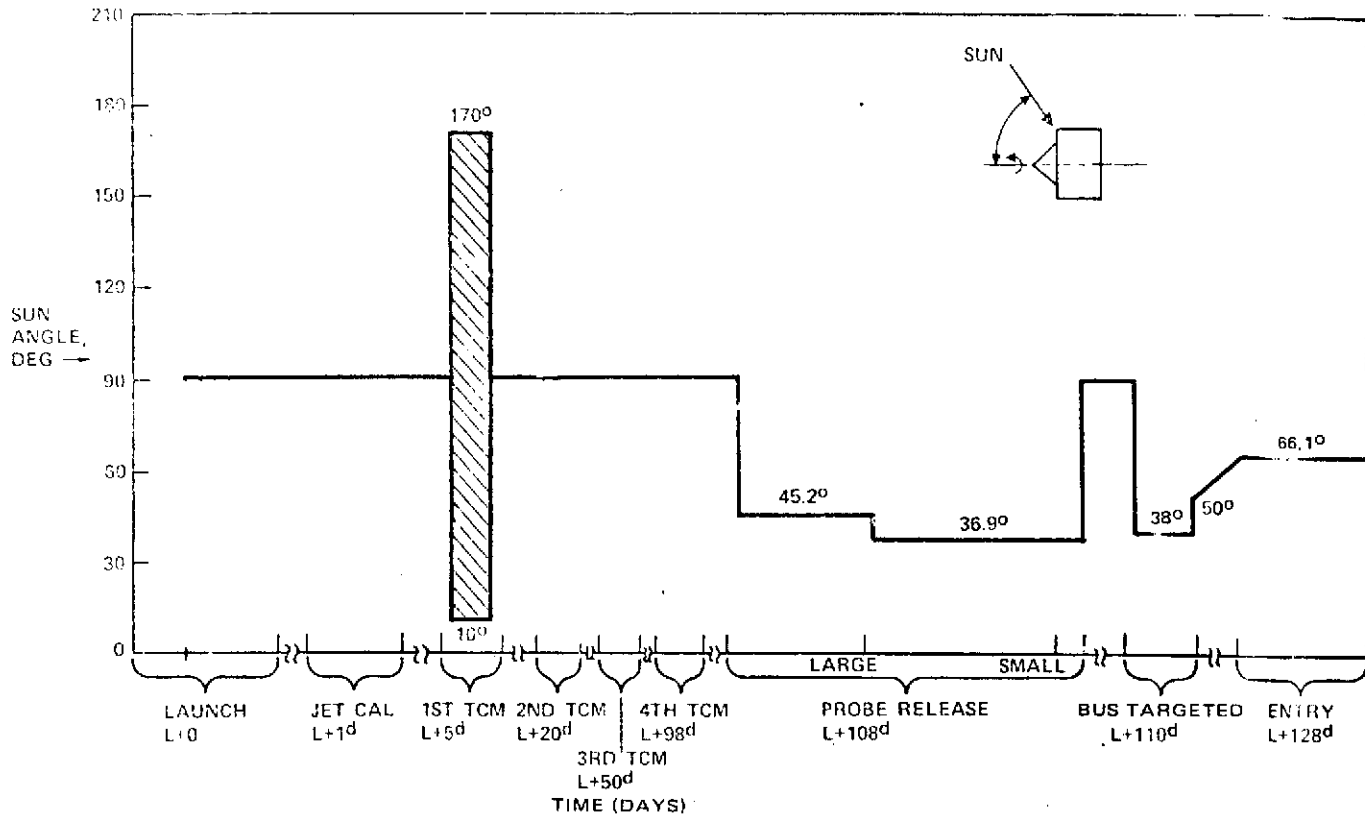 210
180
150
120
90
60
30
0
SUN
ANGLE,
DEG →
SUN
170°
10°
45.2°
36.9°
38°
50°
66.1°
LARGE
SMALL
LAUNCH
L+0
JET CAL
L+1d
1ST TCM
L+5d
2ND TCM
L+20d
3RD TCM
L+50d
4TH TCM
L+98d
PROBE RELEASE
L+108d
BUS TARGETED
L+110d
ENTRY
L+128d
TIME (DAYS)